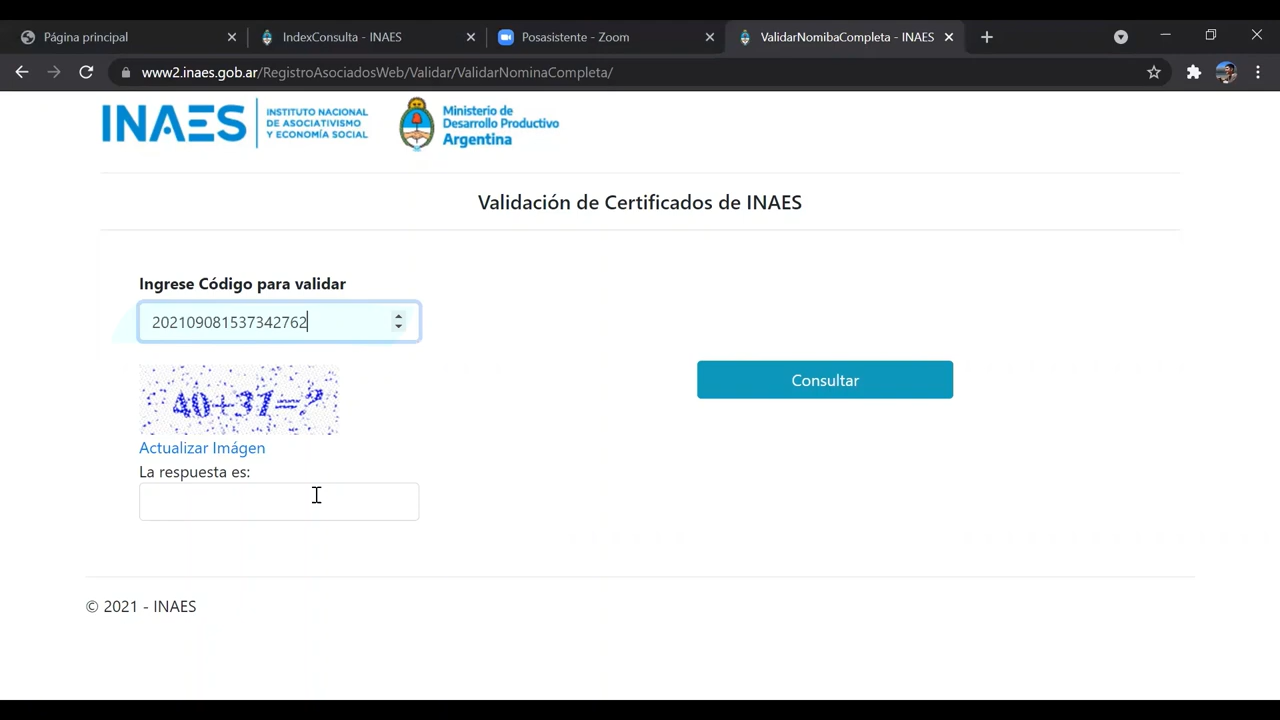 Página principal
IndexConsulta - INAES
Posasistente - Zoom
ValidarNomibaCompleta - INAES
www2.inaes.gob.ar/RegistroAsociadosWeb/Validar/ValidarNominaCompleta/
INAES
INSTITUTO NACIONAL
DE ASOCIATIVISMO
Y ECONOMÍA SOCIAL
Ministerio de
Desarrollo Productivo
Argentina
Validación de Certificados de INAES
Ingrese Código para validar
202109081537342762
40+37=?
Consultar
Actualizar Imágen
La respuesta es:
© 2021 - INAES